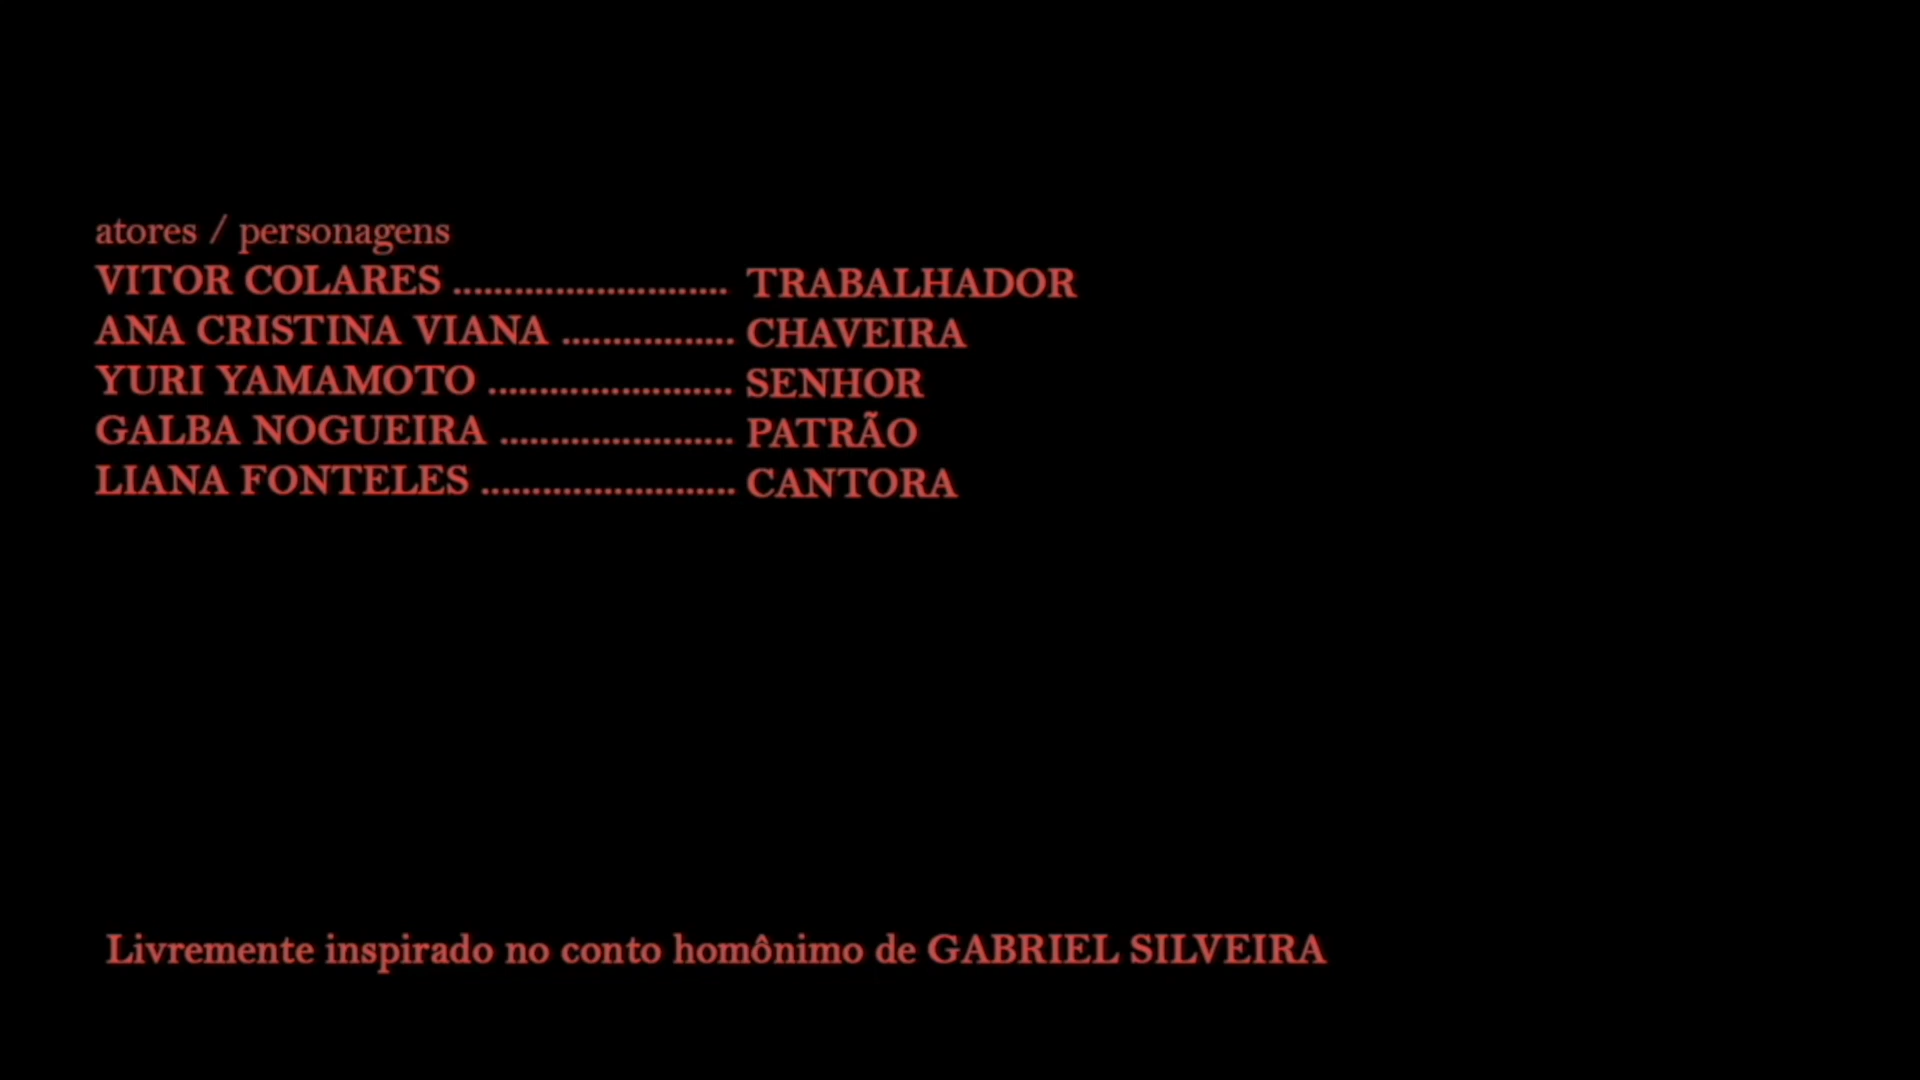 atores / personagens
VITOR COLARES ........................... TRABALHADOR
ANA CRISTINA VIANA ................. CHAVEIRA
YURI YAMAMOTO ........................ SENHOR
GALBA NOGUEIRA ....................... PATRÃO
LIANA FONTELES ......................... CANTORA
Livremente inspirado no conto homônimo de GABRIEL SILVEIRA